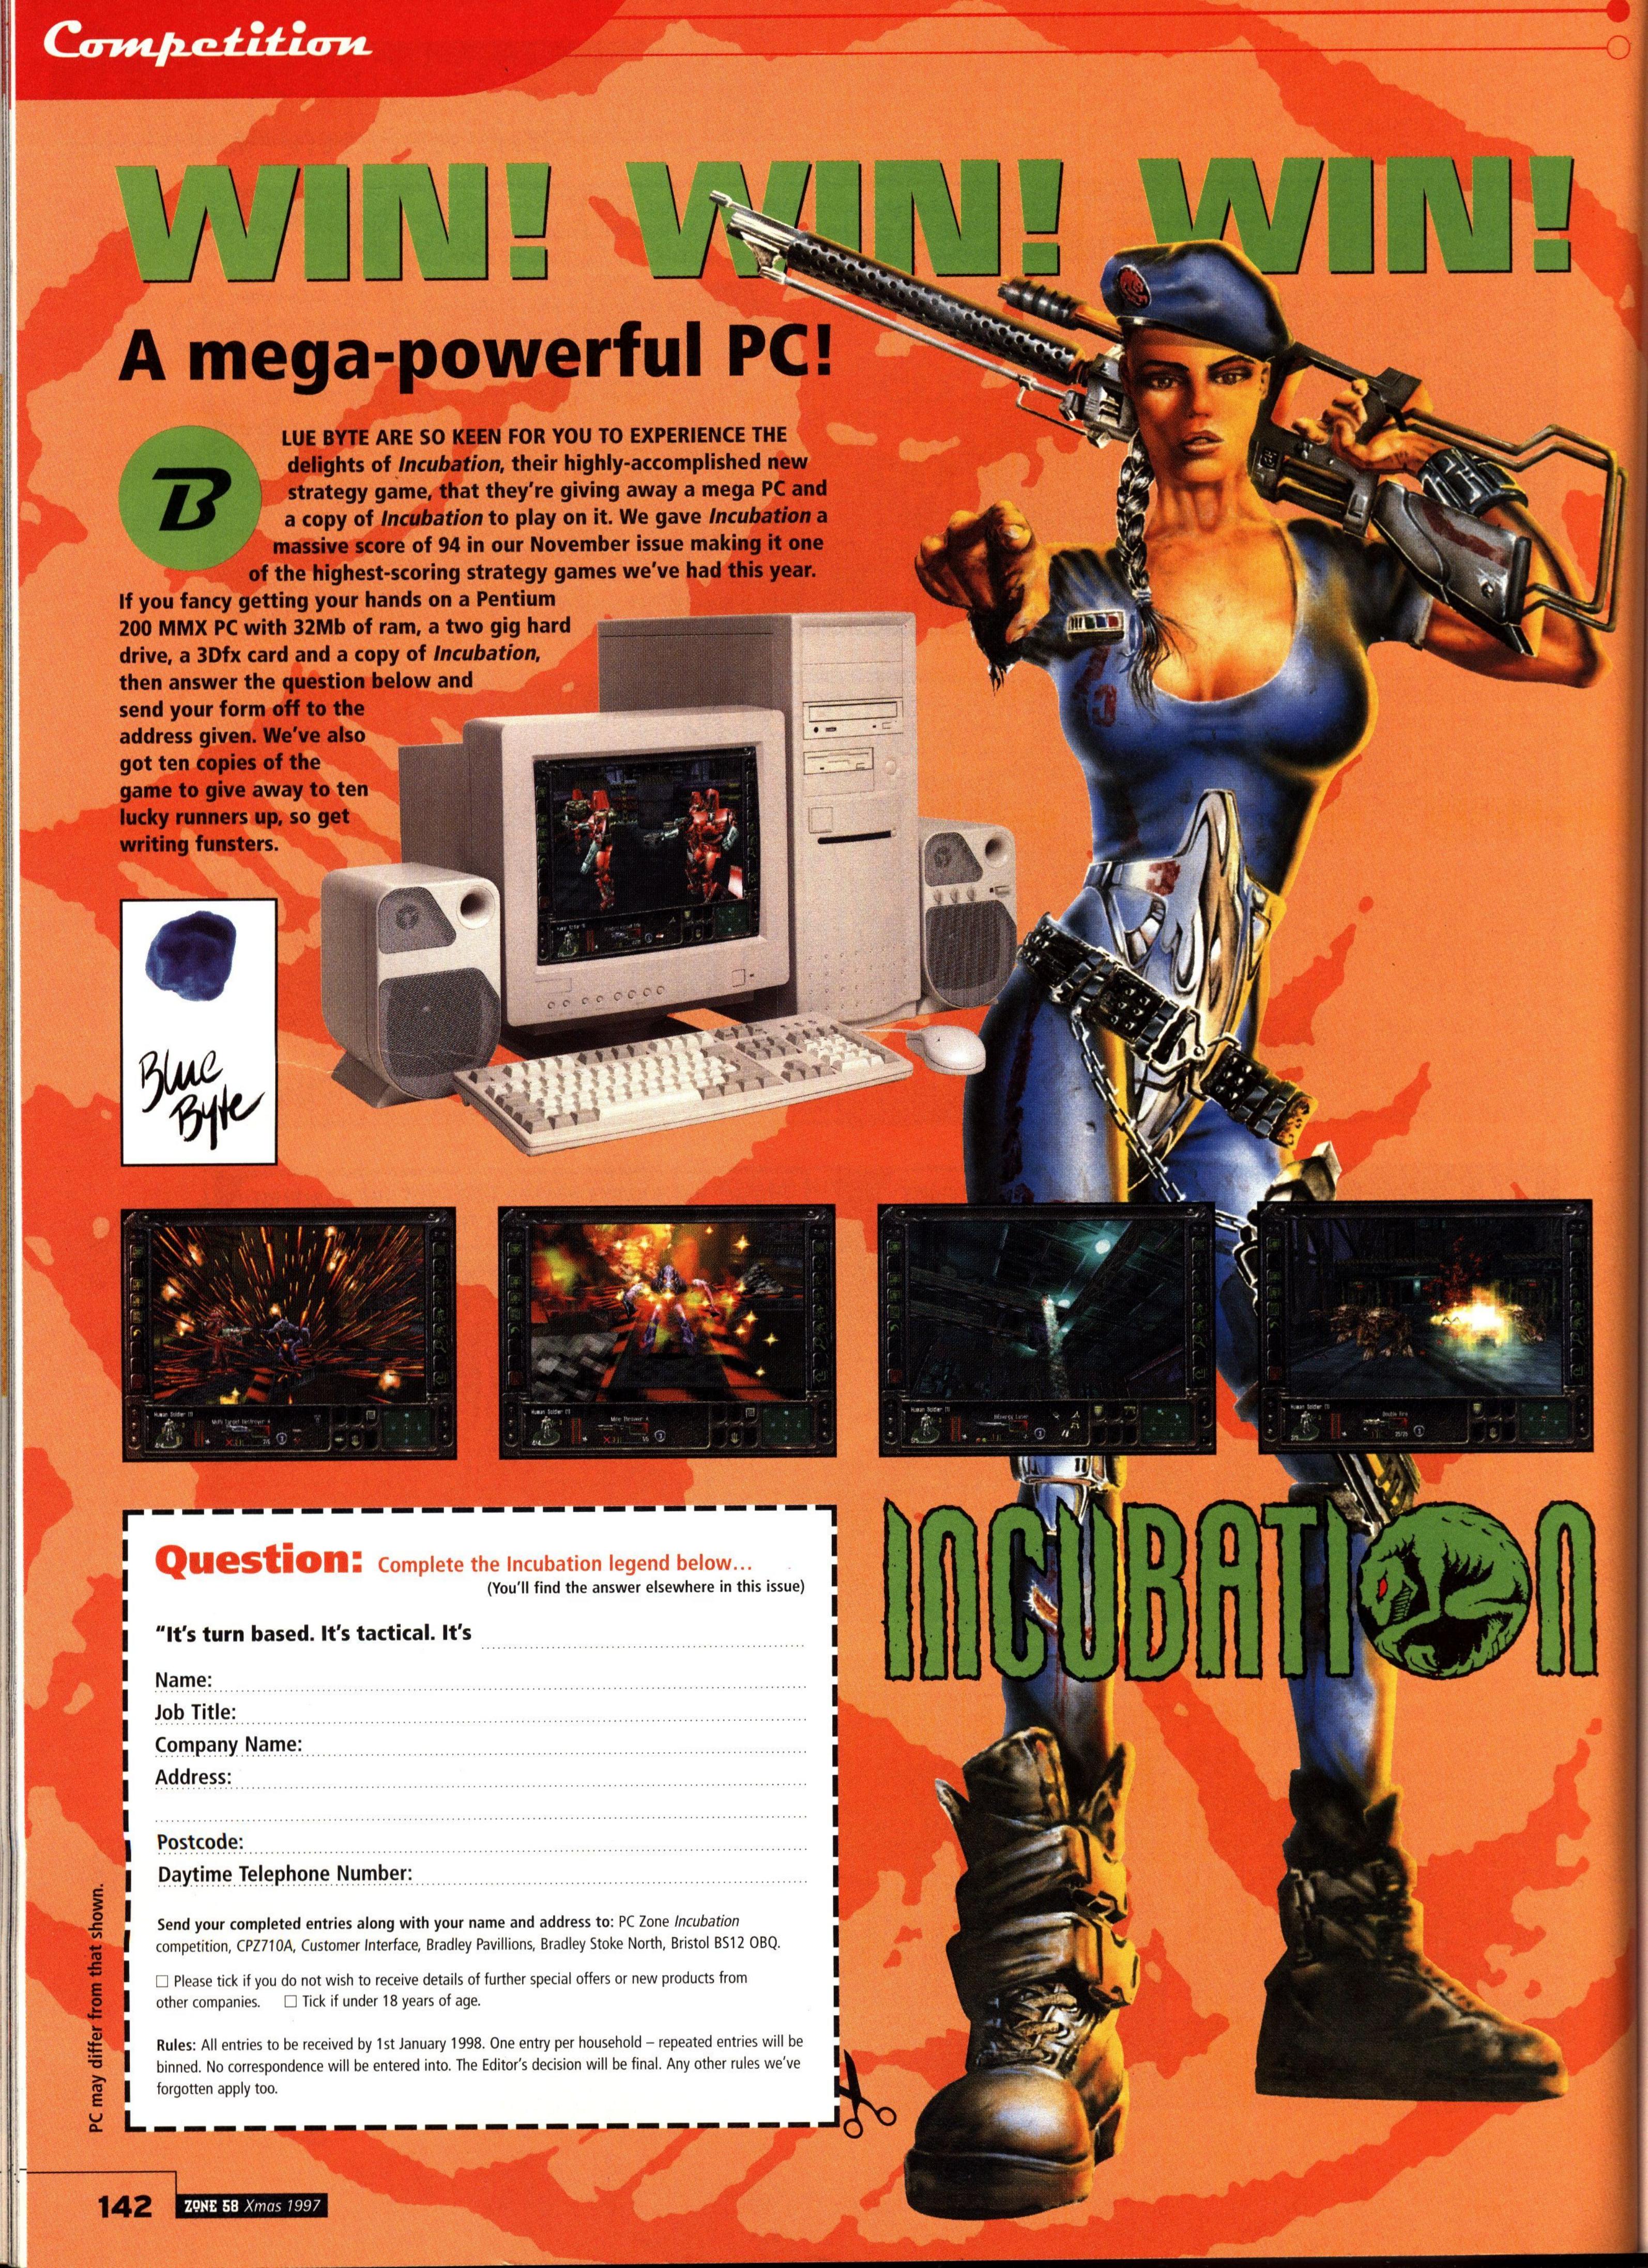 Competition
WIN! WIN! WIN!
A mega-powerful PC!
BLUE BYTE ARE SO KEEN FOR YOU TO EXPERIENCE THE
delights of Incubation, their highly-accomplished new
strategy game, that they're giving away a mega PC and
a copy of Incubation to play on it. We gave Incubation a
massive score of 94 in our November issue making it one
of the highest-scoring strategy games we've had this year.
If you fancy getting your hands on a Pentium
200 MMX PC with 32Mb of ram, a two gig hard
drive, a 3Dfx card and a copy of Incubation,
then answer the question below and
send your form off to the
address given. We've also
got ten copies of the
game to give away to ten
lucky runners up, so get
writing funsters.
Blue
Byte
Human Soldier
Human Soldier
Human Soldier
Human Soldier
INCUBATION
Question: Complete the Incubation legend below...
(You'll find the answer elsewhere in this issue)
"It's turn based. It's tactical. It's
Name:
Job Title:
Company Name:
Address:
Postcode:
Daytime Telephone Number:
Send your completed entries along with your name and address to: PC Zone Incubation
competition, CPZ710A, Customer Interface, Bradley Pavillions, Bradley Stoke North, Bristol BS12 OBQ.
☐ Please tick if you do not wish to receive details of further special offers or new products from
other companies. ☐ Tick if under 18 years of age.
Rules: All entries to be received by 1st January 1998. One entry per household – repeated entries will be
binned. No correspondence will be entered into. The Editor's decision will be final. Any other rules we've
forgotten apply too.
PC may differ from that shown.
142 ZONE 58 Xmas 1997